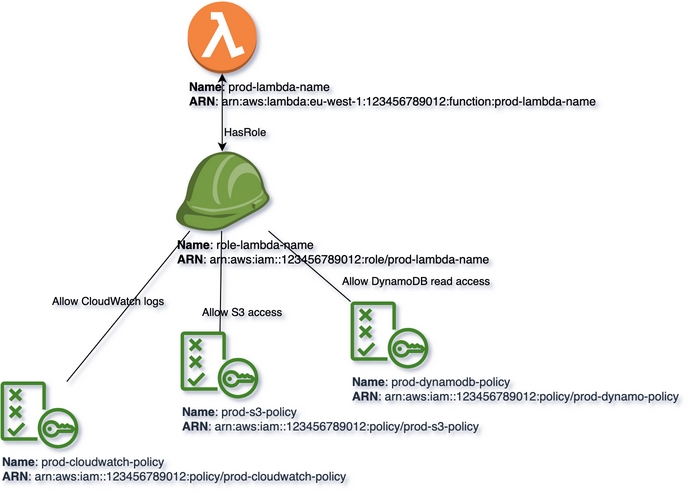 λ
Name: prod-lambda-name
ARN: arn:aws:lambda:eu-west-1:123456789012:function:prod-lambda-name
HasRole
Name: role-lambda-name
ARN: arn:aws:iam::123456789012:role/prod-lambda-name
Allow DynamoDB read access
Allow CloudWatch logs
Allow S3 access
Name: prod-dynamodb-policy
ARN: arn:aws:iam::123456789012:policy/prod-dynamo-policy
Name: prod-s3-policy
ARN: arn:aws:iam::123456789012:policy/prod-s3-policy
Name: prod-cloudwatch-policy
ARN: arn:aws:iam::123456789012:policy/prod-cloudwatch-policy